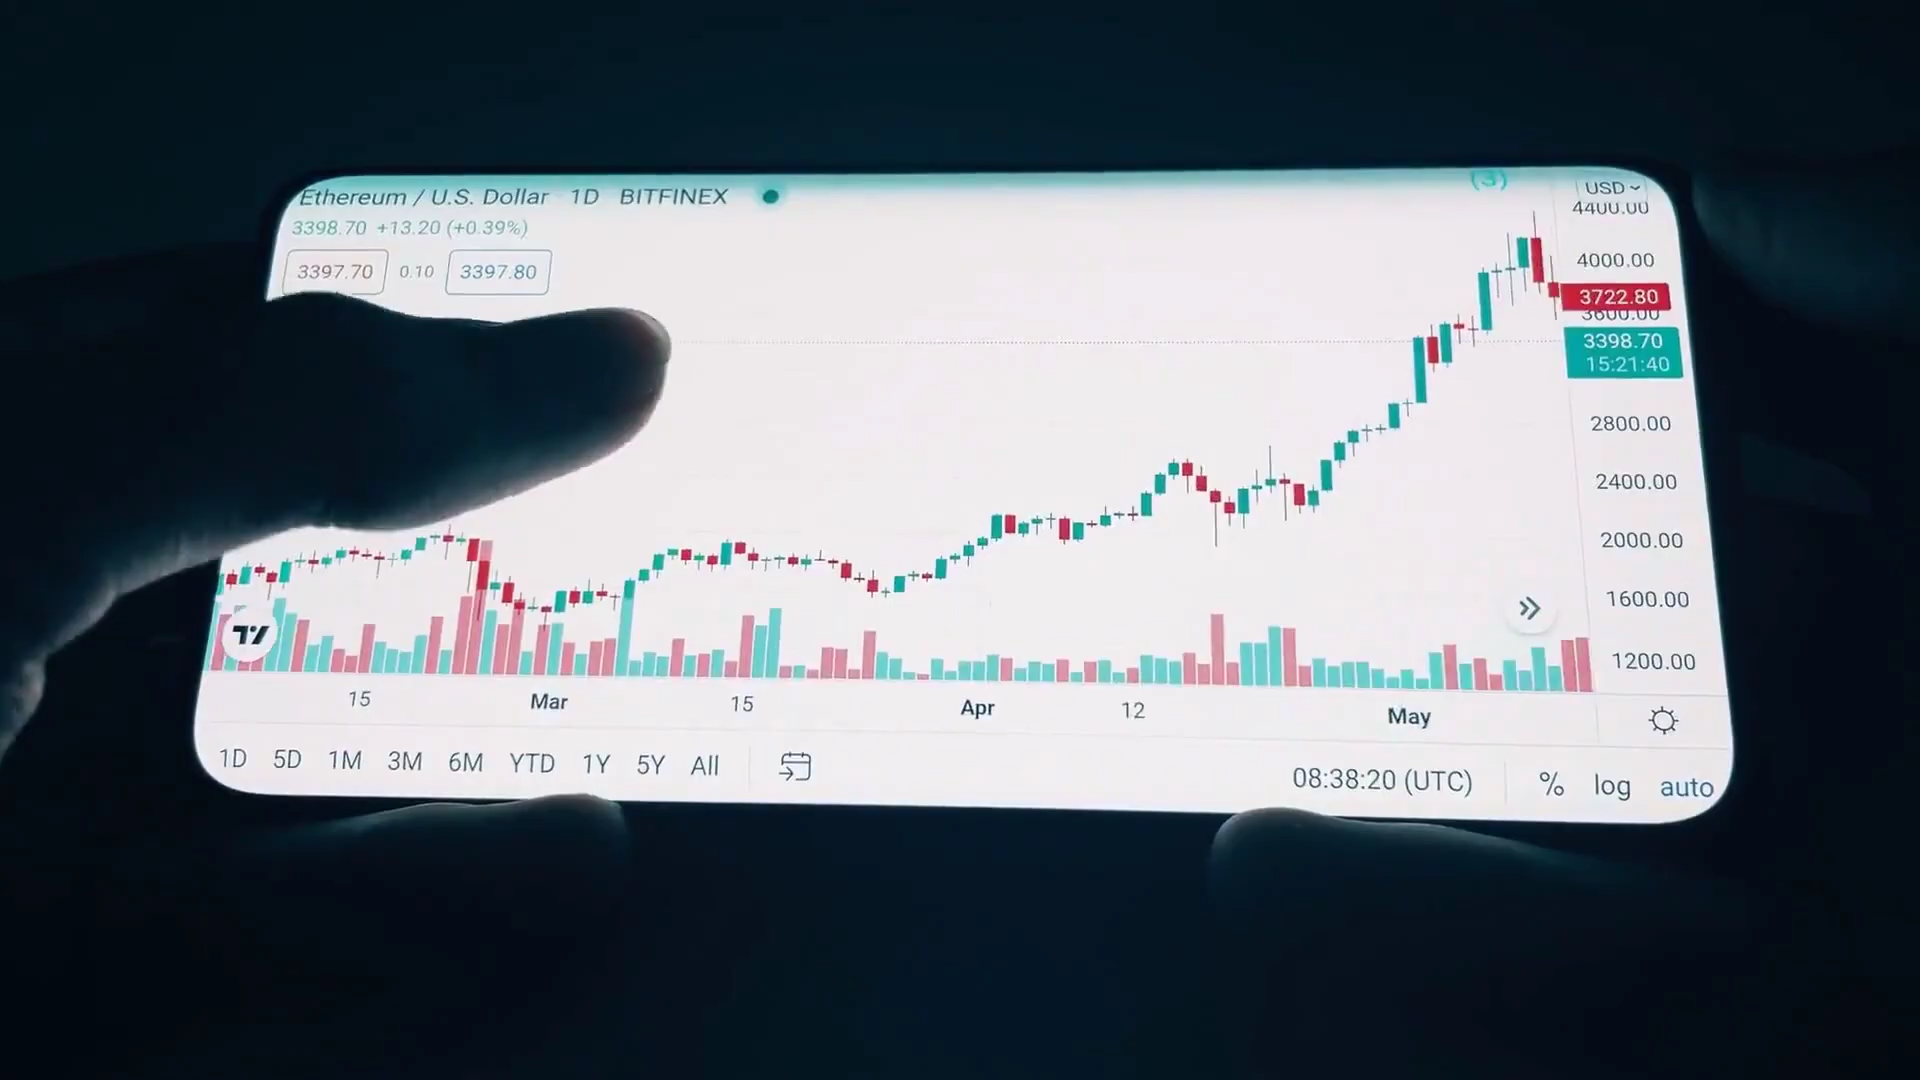 Ethereum / U.S. Dollar · 1D BITFINEX
(3)
USD
3398.70 +13.20 (+0.39%)
3397.70 0.10 3397.80
4400.00
4000.00
3722.80
3600.00
3398.70
15:21:40
2800.00
2400.00
2000.00
1600.00
1200.00
15 Mar 15 Apr 12 May
1D 5D 1M 3M 6M YTD 1Y 5Y All
08:38:20 (UTC) % log auto